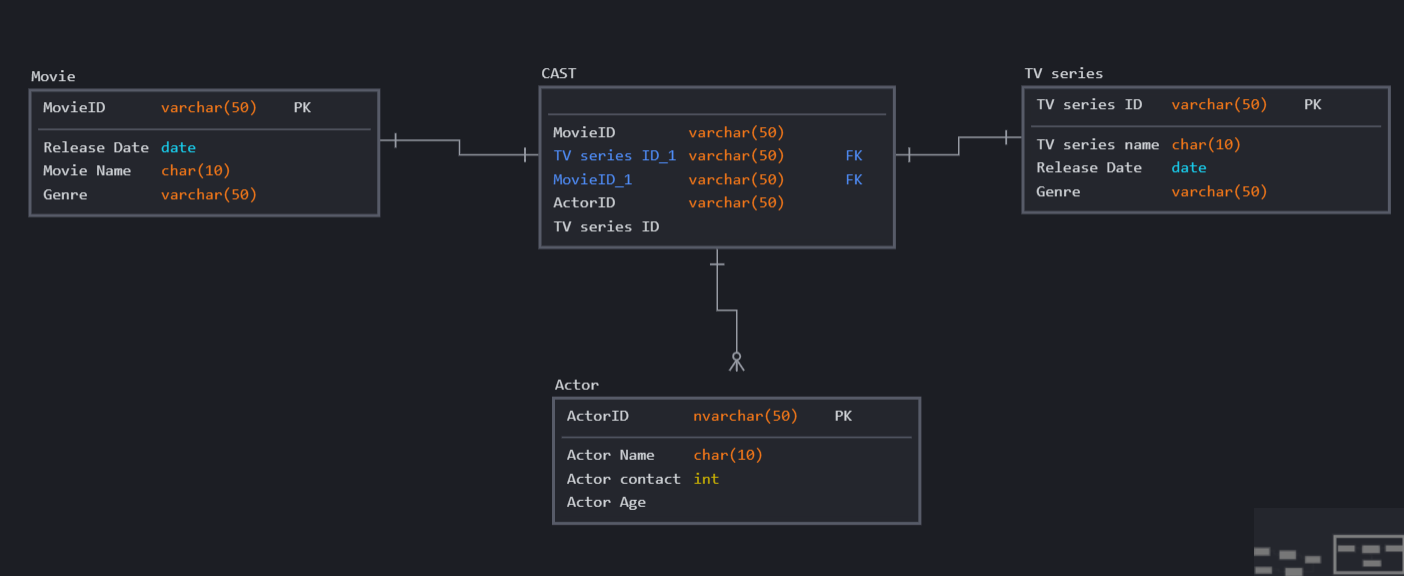 Movie
MovieID varchar(50) PK
Release Date date
Movie Name char(10)
Genre varchar(50)
CAST
MovieID varchar(50)
TV series ID_1 varchar(50) FK
MovieID_1 varchar(50) FK
ActorID varchar(50)
TV series ID
TV series
TV series ID varchar(50) PK
TV series name char(10)
Release Date date
Genre varchar(50)
Actor
ActorID nvarchar(50) PK
Actor Name char(10)
Actor contact int
Actor Age